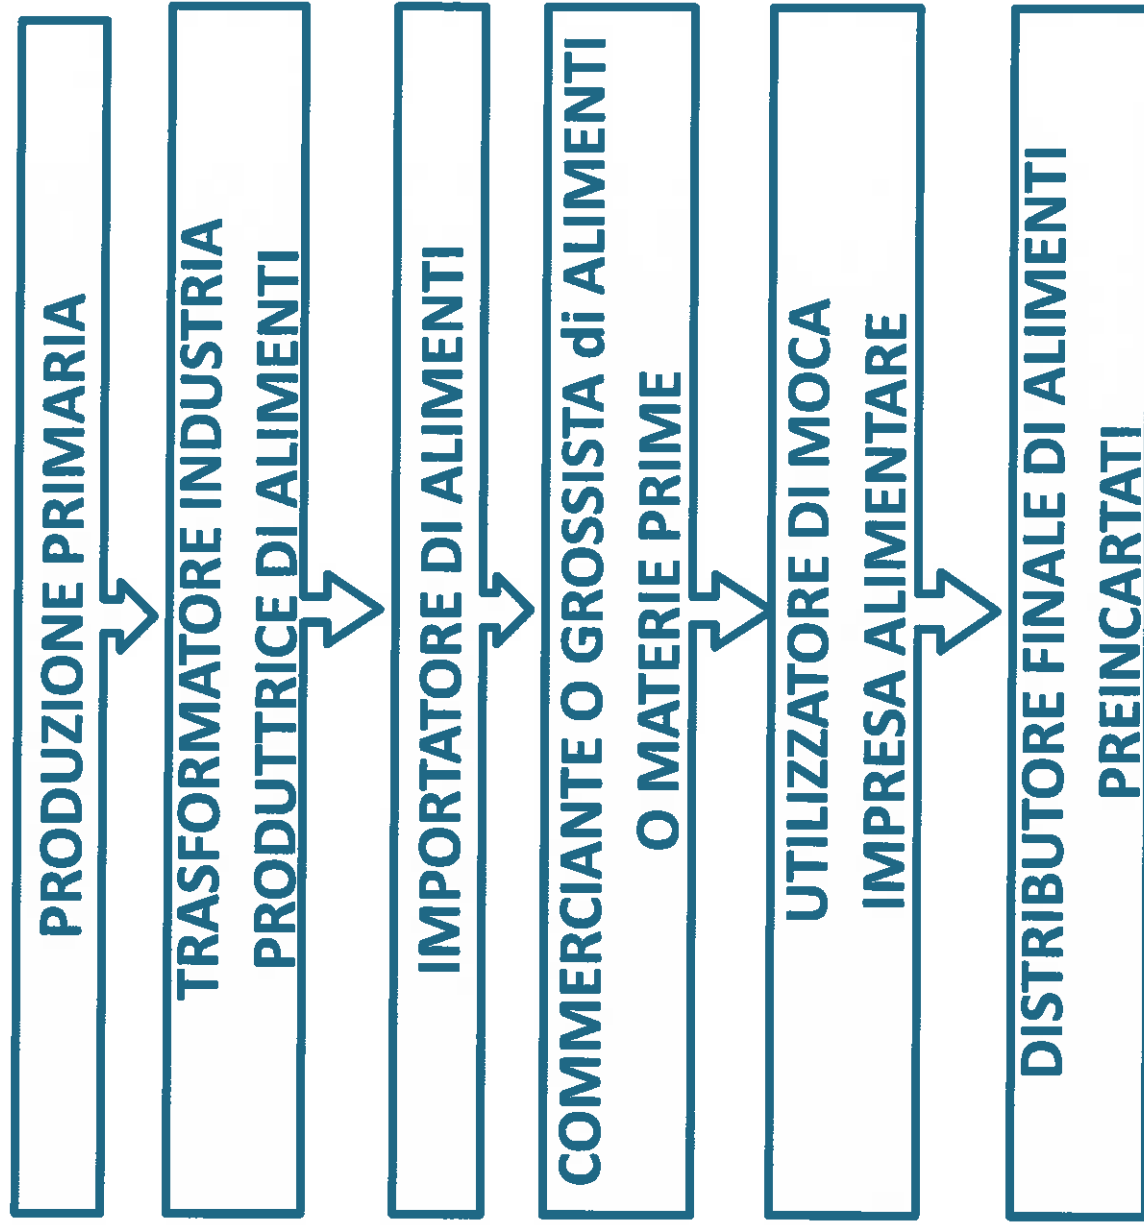 PRODUZIONE PRIMARIA
TRASFORMATORE INDUSTRIA
PRODUTTRICE DI ALIMENTI
IMPORTATORE DI ALIMENTI
COMMERCIANTE O GROSSISTA di ALIMENTI
O MATERIE PRIME
UTILIZZATORE DI MOCA
IMPRESA ALIMENTARE
DISTRIBUTORE FINALE DI ALIMENTI
PREINCARTATI